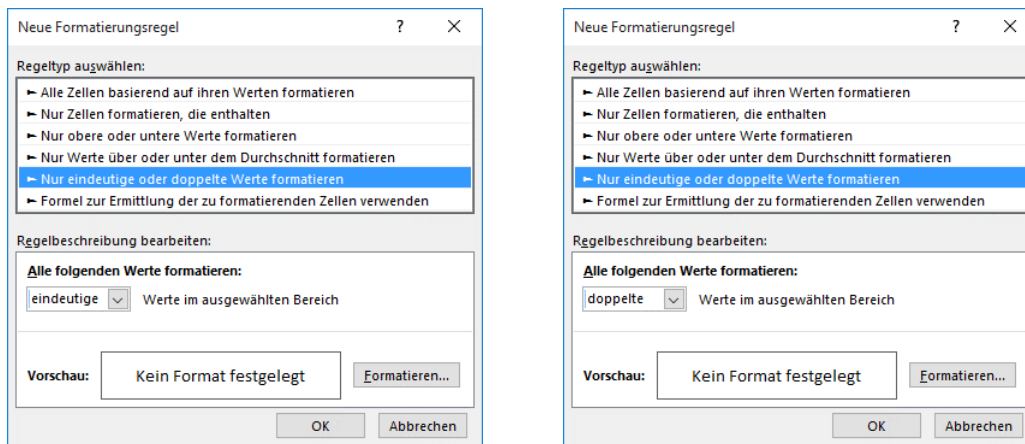 Neue Formatierungsregel ? ×
Regeltyp auswählen:
► Alle Zellen basierend auf ihren Werten formatieren
► Nur Zellen formatieren, die enthalten
► Nur obere oder untere Werte formatieren
► Nur Werte über oder unter dem Durchschnitt formatieren
► Nur eindeutige oder doppelte Werte formatieren
► Formel zur Ermittlung der zu formatierenden Zellen verwenden
Regelbeschreibung bearbeiten:
Alle folgenden Werte formatieren:
eindeutige Werte im ausgewählten Bereich
Vorschau: Kein Format festgelegt Formatieren...
OK Abbrechen
Neue Formatierungsregel ? ×
Regeltyp auswählen:
► Alle Zellen basierend auf ihren Werten formatieren
► Nur Zellen formatieren, die enthalten
► Nur obere oder untere Werte formatieren
► Nur Werte über oder unter dem Durchschnitt formatieren
► Nur eindeutige oder doppelte Werte formatieren
► Formel zur Ermittlung der zu formatierenden Zellen verwenden
Regelbeschreibung bearbeiten:
Alle folgenden Werte formatieren:
doppelte Werte im ausgewählten Bereich
Vorschau: Kein Format festgelegt Formatieren...
OK Abbrechen